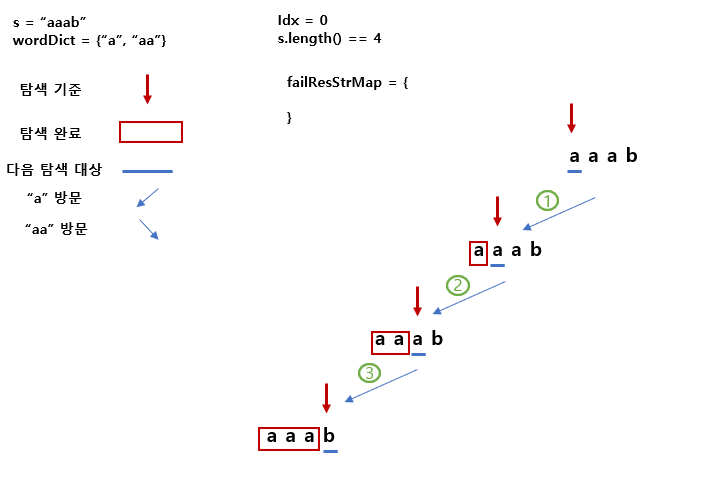 s = “aaab”
wordDict = {“a”, “aa”}
Idx = 0
s.length() == 4
failResStrMap = {
}
탐색 기준
탐색 완료
다음 탐색 대상
“a” 방문
“aa” 방문
a a a b
①
a a a b
②
a a a b
③
a a a b